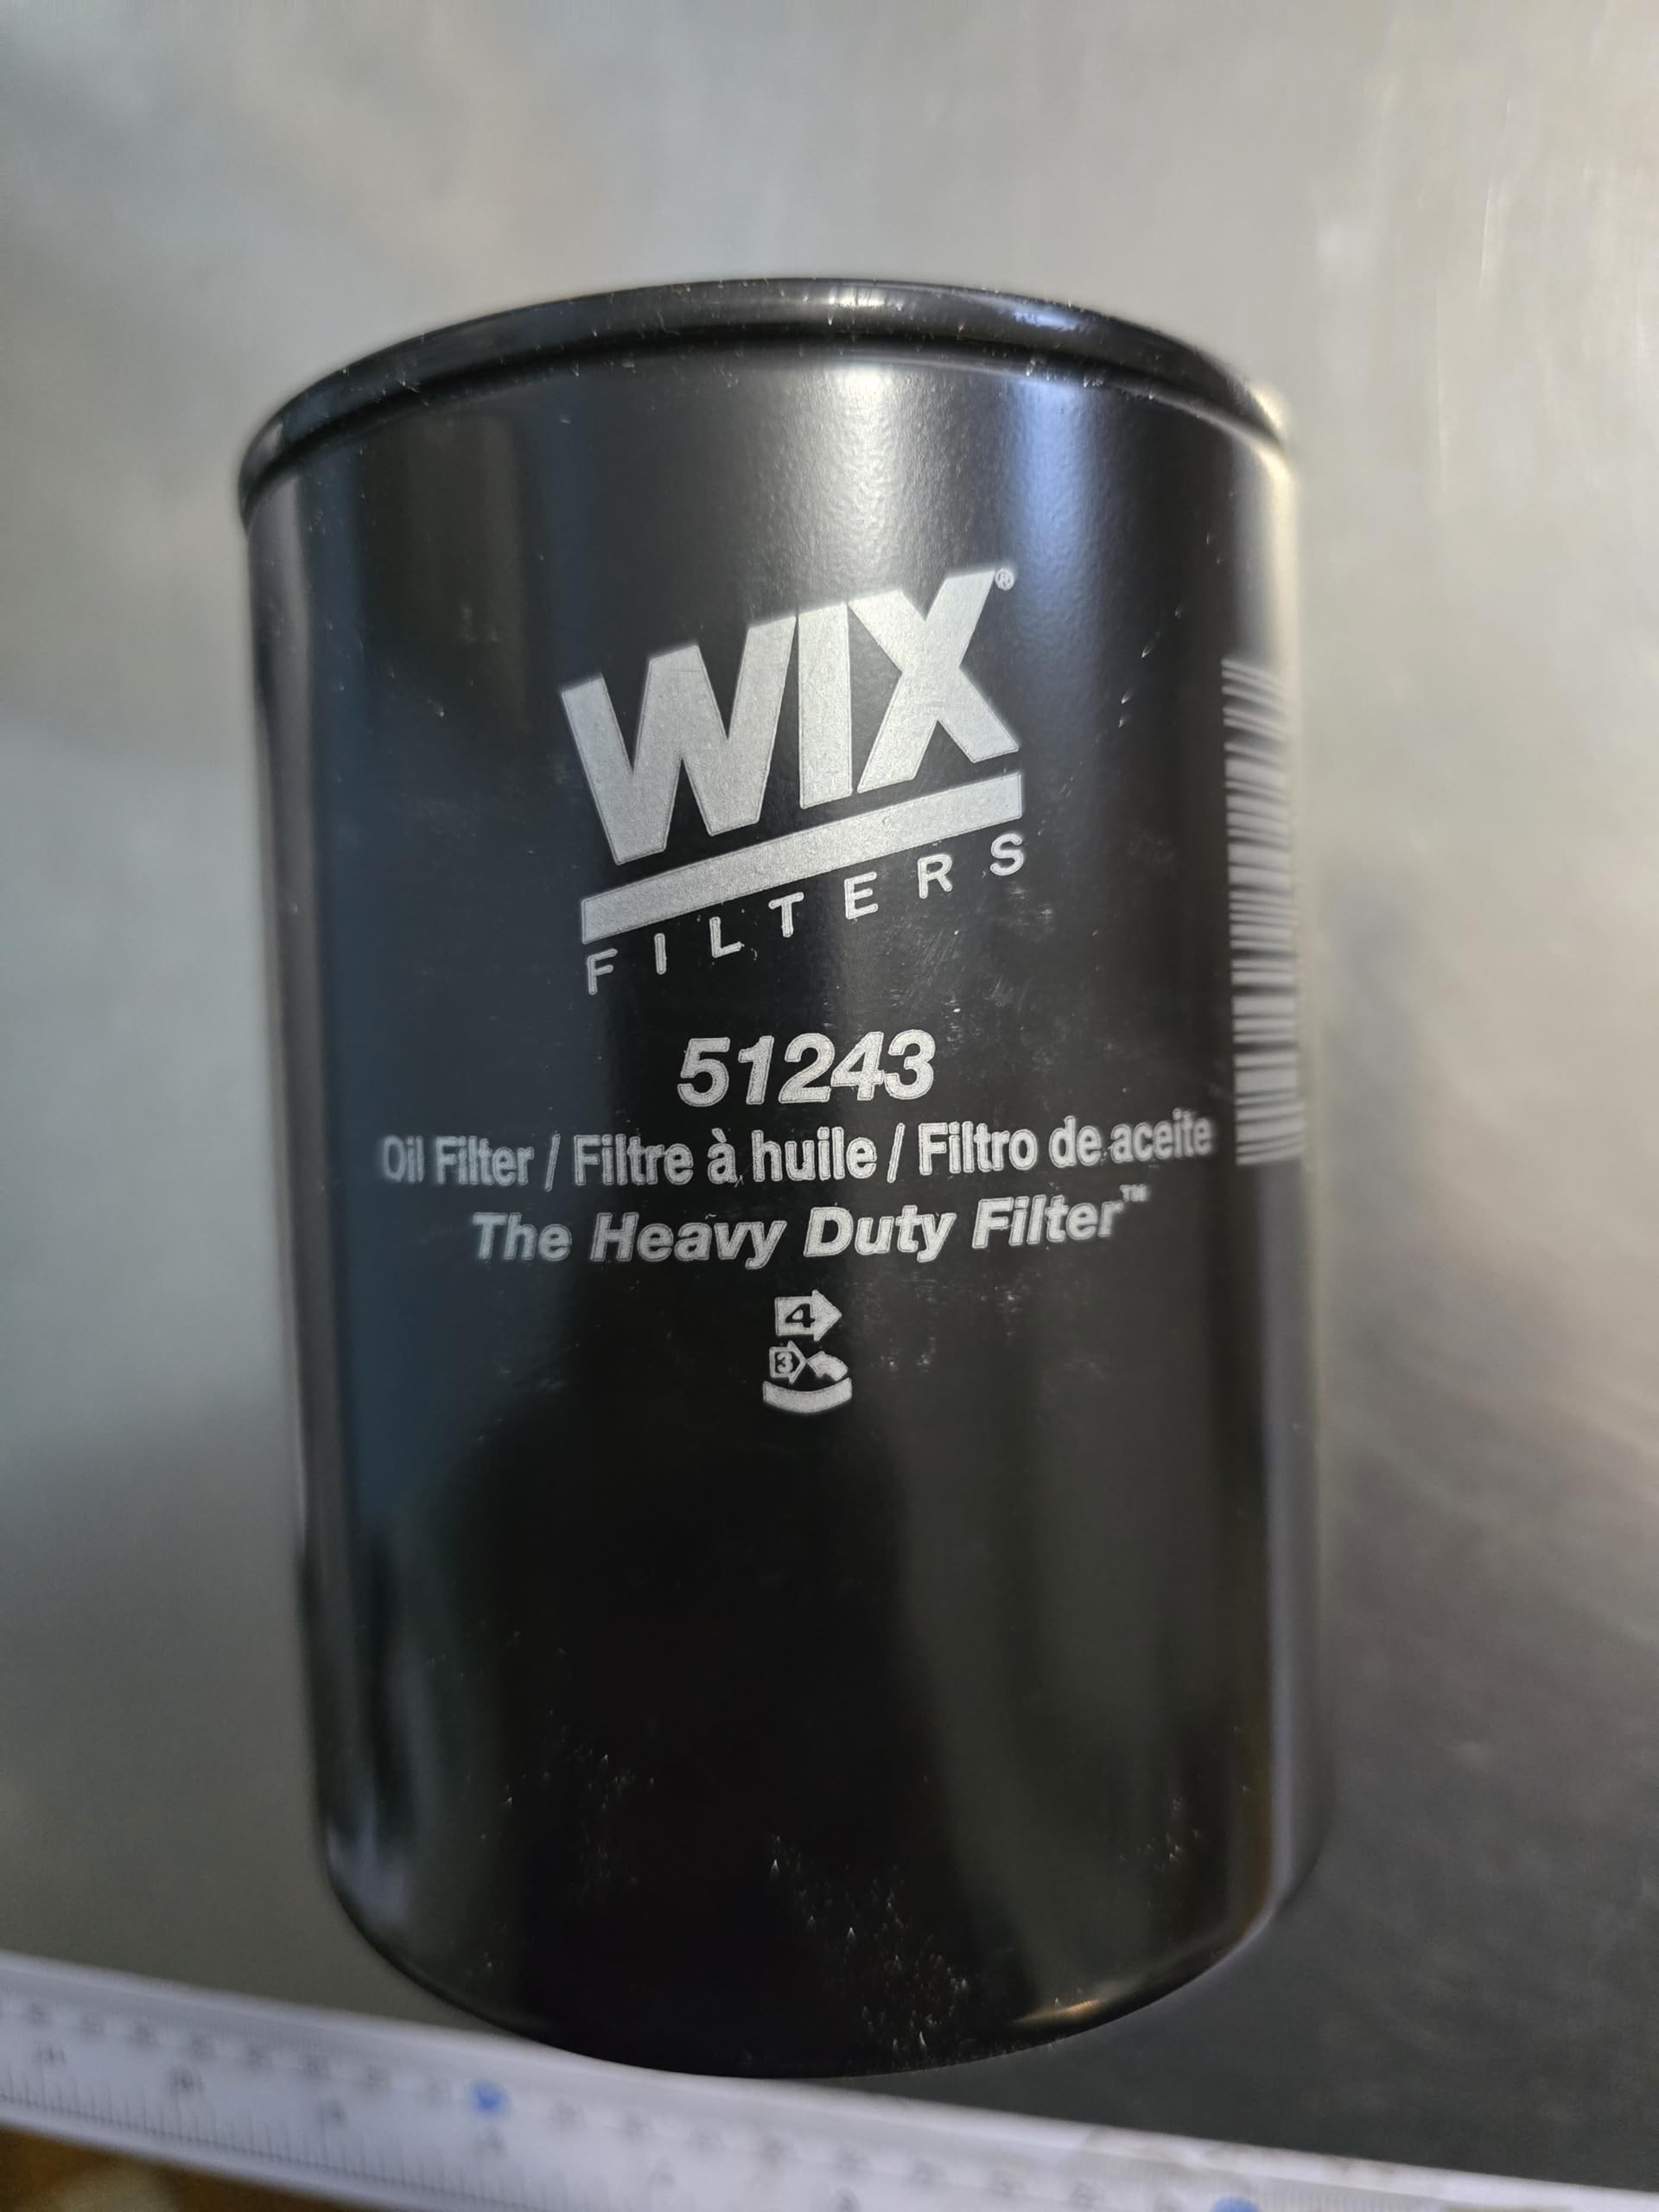 WIX®
FILTERS
51243
Oil Filter / Filtre à huile / Filtro de aceite
The Heavy Duty Filter™
4
3